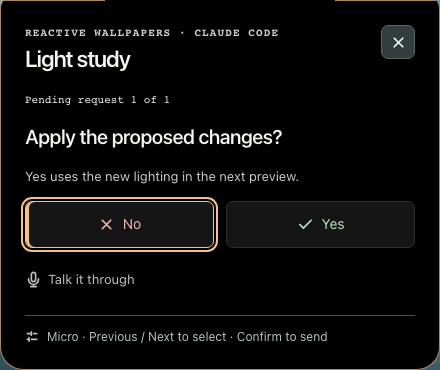 REACTIVE WALLPAPERS · CLAUDE CODE
Light study
Pending request 1 of 1
Apply the proposed changes?
Yes uses the new lighting in the next preview.
No
Yes
Talk it through
Micro · Previous / Next to select · Confirm to send